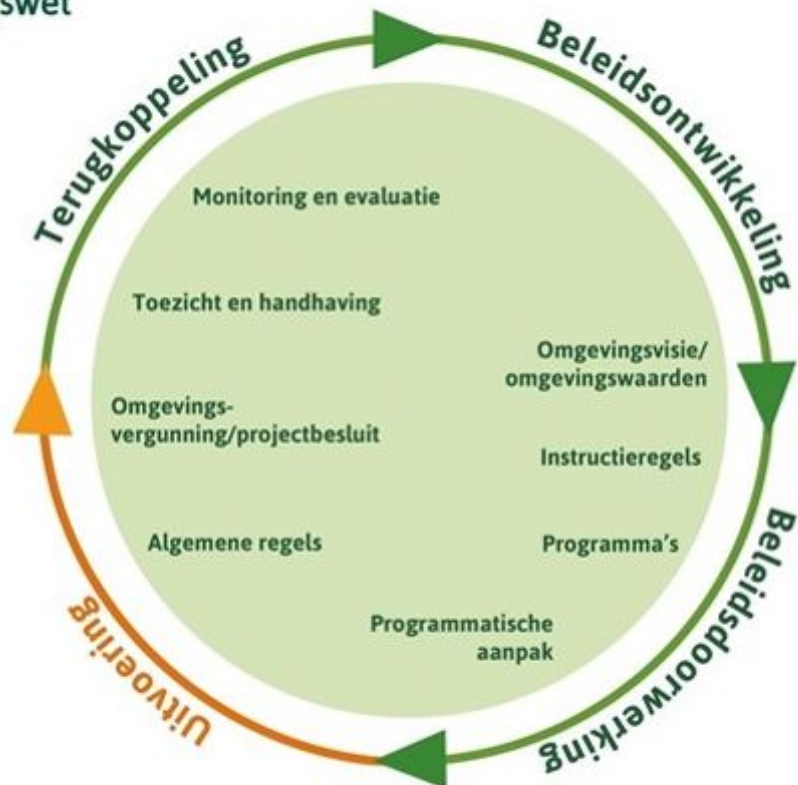 swet
Terugkoppeling
Beleidsontwikkeling
Monitoring en evaluatie
Toezicht en handhaving
Omgevingsvisie/
omgevingswaarden
Omgevings-
vergunning/projectbesluit
Instructieregels
Algemene regels
Programma's
Programmatische
aanpak
Beleidsdoorwerking
Uitvoering